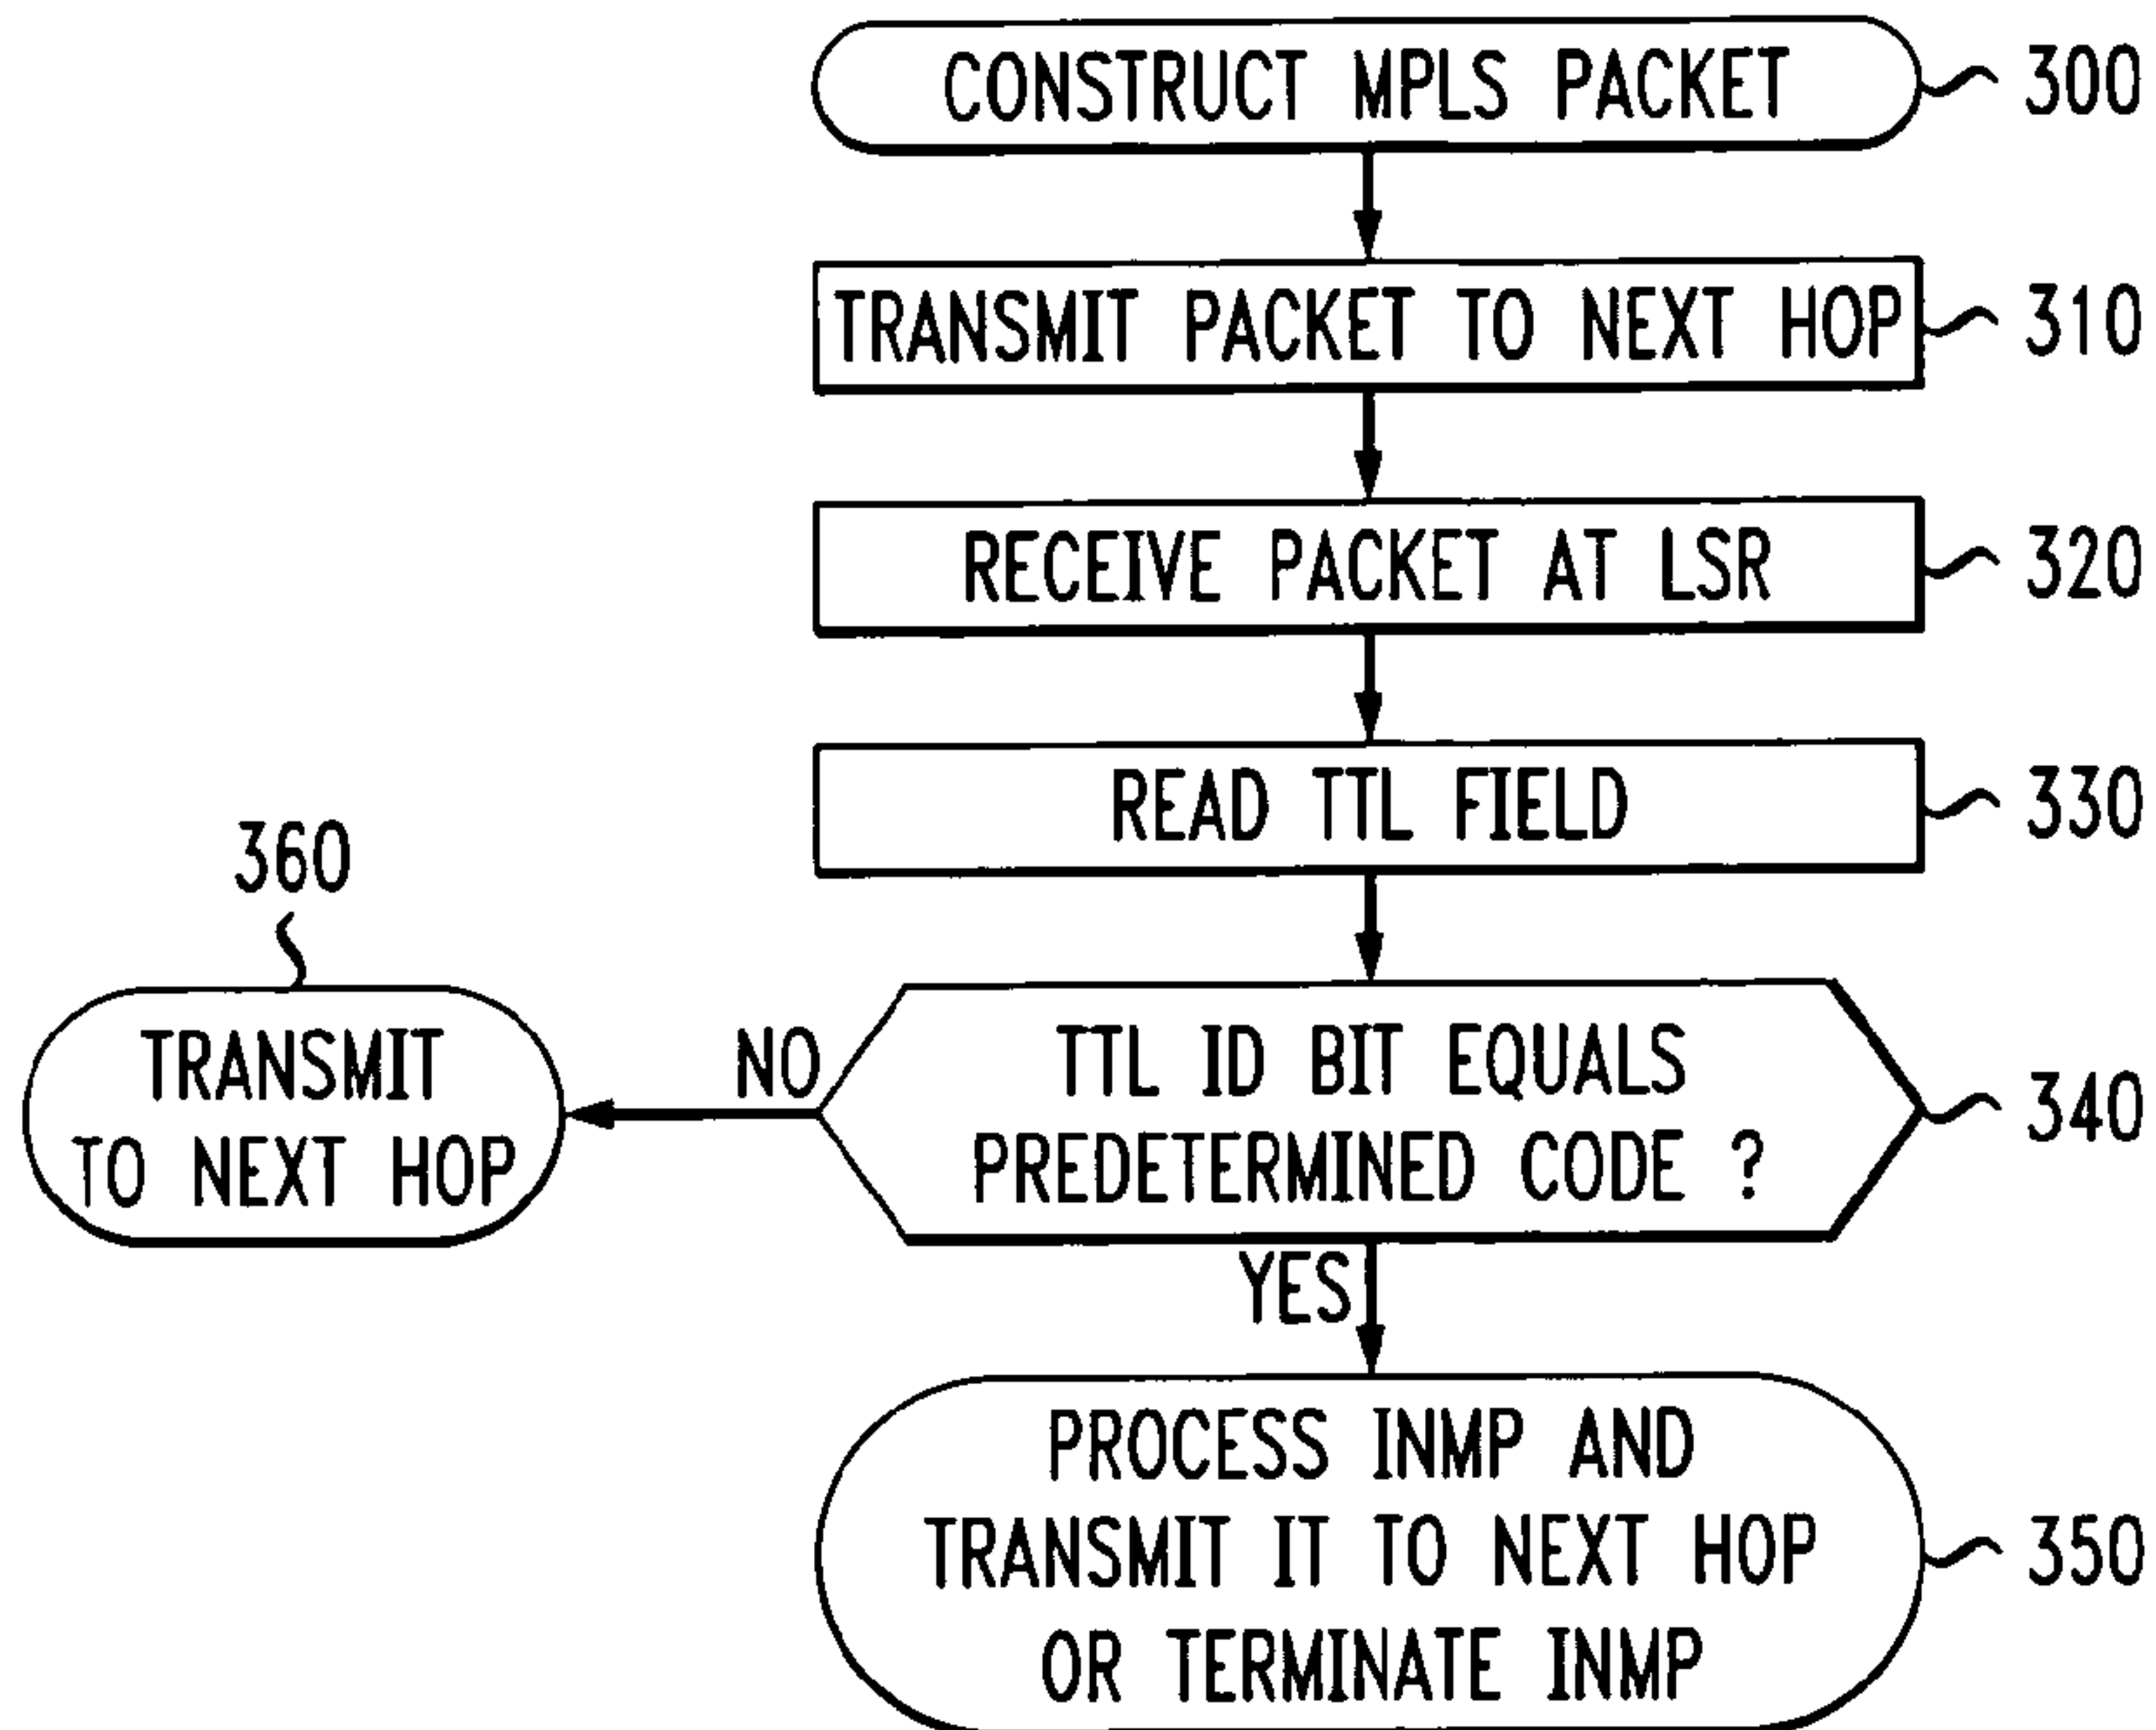 CONSTRUCT MPLS PACKET
300
TRANSMIT PACKET TO NEXT HOP
310
RECEIVE PACKET AT LSR
320
READ TTL FIELD
330
360
TRANSMIT
TO NEXT HOP
NO
TTL ID BIT EQUALS
PREDETERMINED CODE ?
340
YES
PROCESS INMP AND
TRANSMIT IT TO NEXT HOP
OR TERMINATE INMP
350